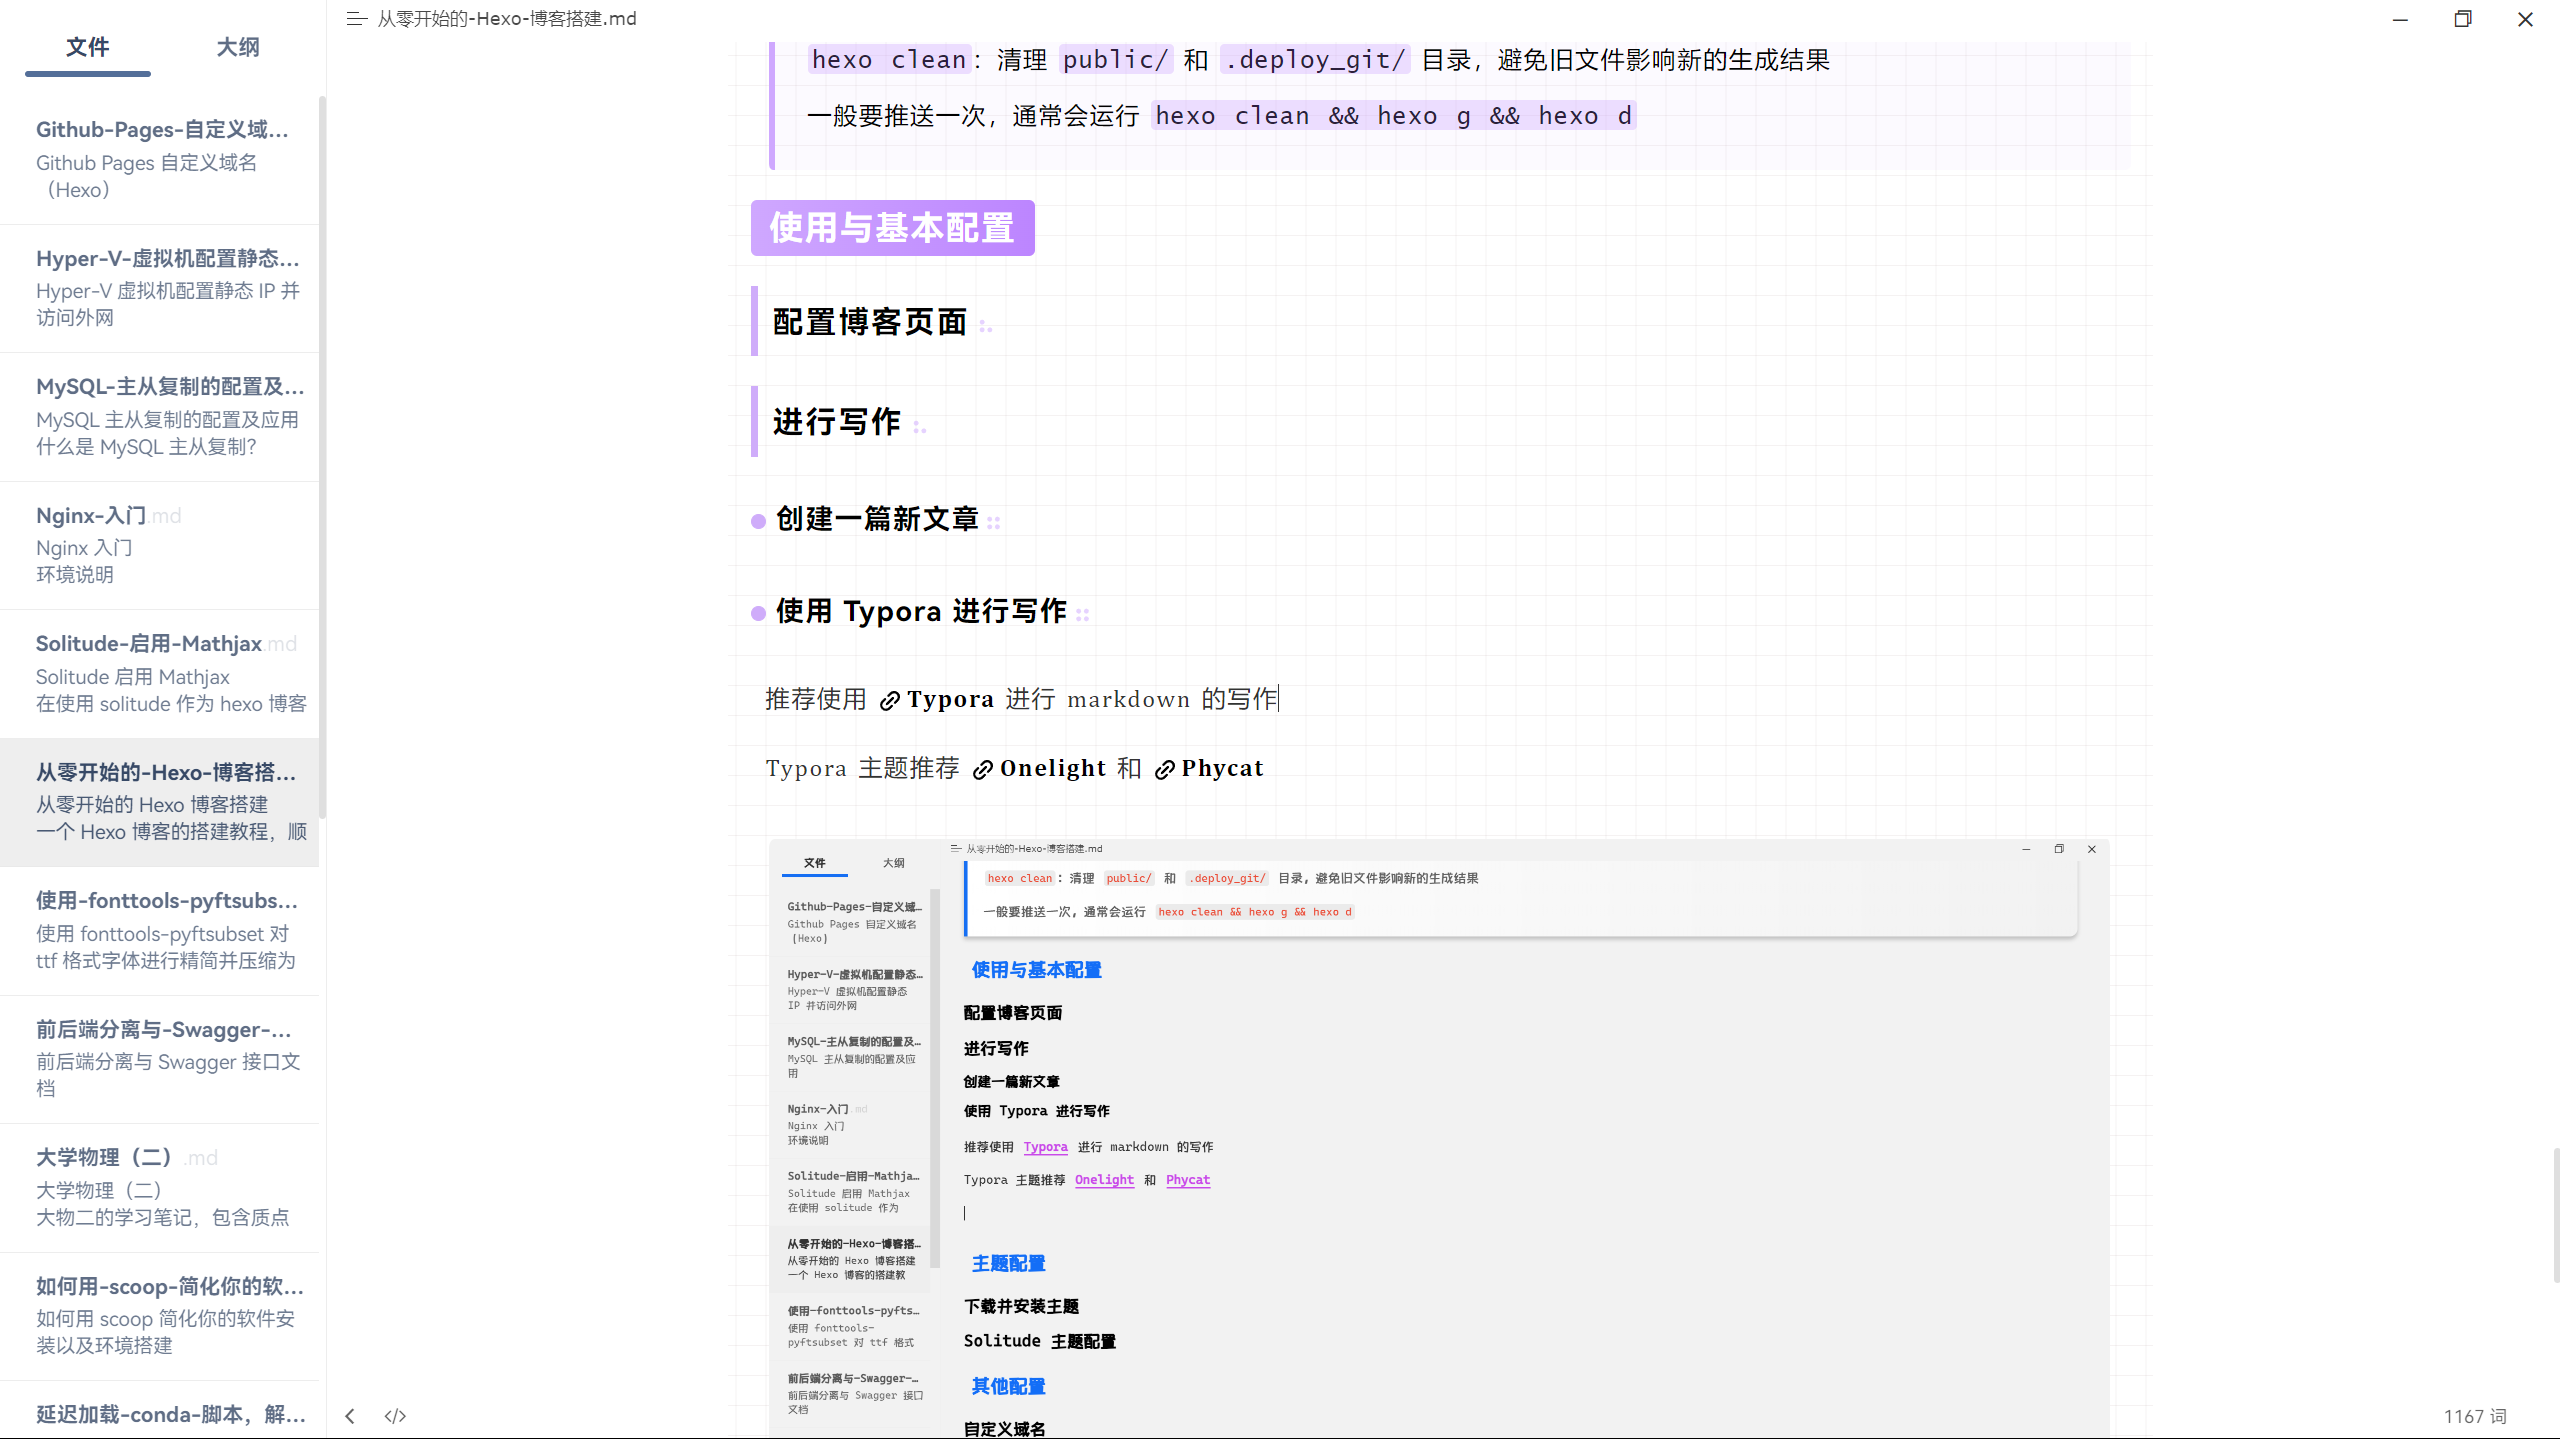 文件 大纲
Github-Pages-自定义域...
Github Pages 自定义域名
（Hexo）
Hyper-V-虚拟机配置静态...
Hyper-V 虚拟机配置静态 IP 并
访问外网
MySQL-主从复制的配置及...
MySQL 主从复制的配置及应用
什么是 MySQL 主从复制？
Nginx-入门.md
Nginx 入门
环境说明
Solitude-启用-Mathjax.md
Solitude 启用 Mathjax
在使用 solitude 作为 hexo 博客
从零开始的-Hexo-博客搭...
从零开始的 Hexo 博客搭建
一个 Hexo 博客的搭建教程，顺
使用-fonttools-pyftsubs...
使用 fonttools-pyftsubset 对
ttf 格式字体进行精简并压缩为
前后端分离与-Swagger-...
前后端分离与 Swagger 接口文
档
大学物理（二）.md
大学物理（二）
大物二的学习笔记，包含质点
如何用-scoop-简化你的软...
如何用 scoop 简化你的软件安
装以及环境搭建
延迟加载-conda-脚本，解...
从零开始的-Hexo-博客搭建.md
hexo clean：清理 public/ 和 .deploy_git/ 目录，避免旧文件影响新的生成结果
一般要推送一次，通常会运行 hexo clean && hexo g && hexo d
使用与基本配置
配置博客页面
进行写作
创建一篇新文章
使用 Typora 进行写作
推荐使用 Typora 进行 markdown 的写作
Typora 主题推荐 Onelight 和 Phycat
文件 大纲
Github-Pages-自定义域...
Github Pages 自定义域名
（Hexo）
Hyper-V-虚拟机配置静态...
Hyper-V 虚拟机配置静态
IP 并访问外网
MySQL-主从复制的配置及...
MySQL 主从复制的配置及应
用
Nginx-入门.md
Nginx 入门
环境说明
Solitude-启用-Mathja...
Solitude 启用 Mathjax
在使用 solitude 作为
从零开始的-Hexo-博客搭...
从零开始的 Hexo 博客搭建
一个 Hexo 博客的搭建教
使用-fonttools-pyfts...
使用 fonttools-
pyftsubset 对 ttf 格式
前后端分离与-Swagger-...
前后端分离与 Swagger 接口
文档
从零开始的-Hexo-博客搭建.md
hexo clean：清理 public/ 和 .deploy_git/ 目录，避免旧文件影响新的生成结果
一般要推送一次，通常会运行 hexo clean && hexo g && hexo d
使用与基本配置
配置博客页面
进行写作
创建一篇新文章
使用 Typora 进行写作
推荐使用 Typora 进行 markdown 的写作
Typora 主题推荐 Onelight 和 Phycat
主题配置
下载并安装主题
Solitude 主题配置
其他配置
自定义域名
1167 词